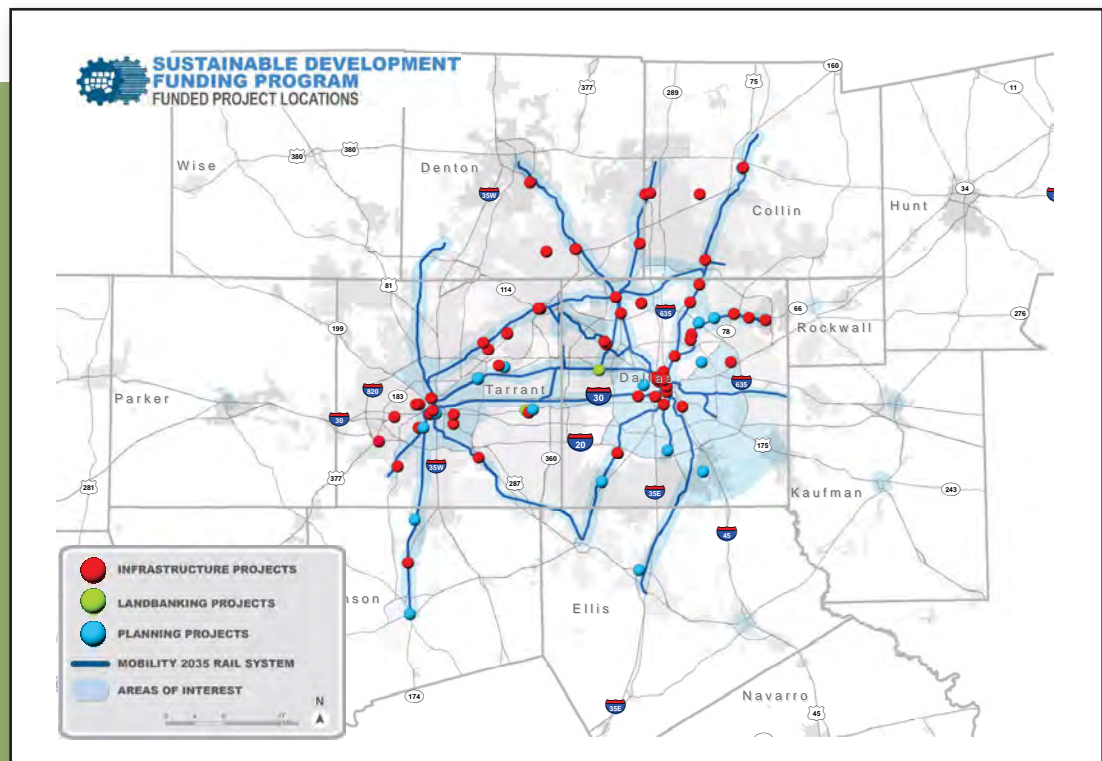 SUSTAINABLE DEVELOPMENT
FUNDING PROGRAM
FUNDED PROJECT LOCATIONS
160
75
377
289
11
380
380
Wise
Denton
35W
34
Hunt
Collin
81
114
66
635
276
199
78
Rockwall
820
Tarrant
Dallas
635
Parker
183
30
30
20
175
360
35W
377
287
281
35E
Kaufman
243
45
INFRASTRUCTURE PROJECTS
LANDBANKING PROJECTS
nson
Ellis
PLANNING PROJECTS
MOBILITY 2035 RAIL SYSTEM
AREAS OF INTEREST
N
174
Navarro
35E
45